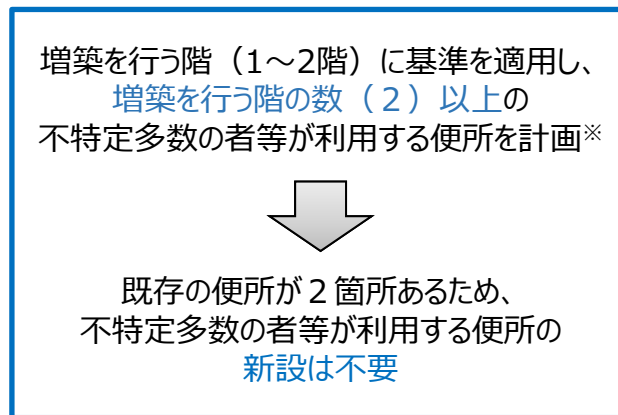 増築を行う階（1～2階）に基準を適用し、
増築を行う階の数（２）以上の
不特定多数の者等が利用する便所を計画※
既存の便所が２箇所あるため、
不特定多数の者等が利用する便所の
新設は不要